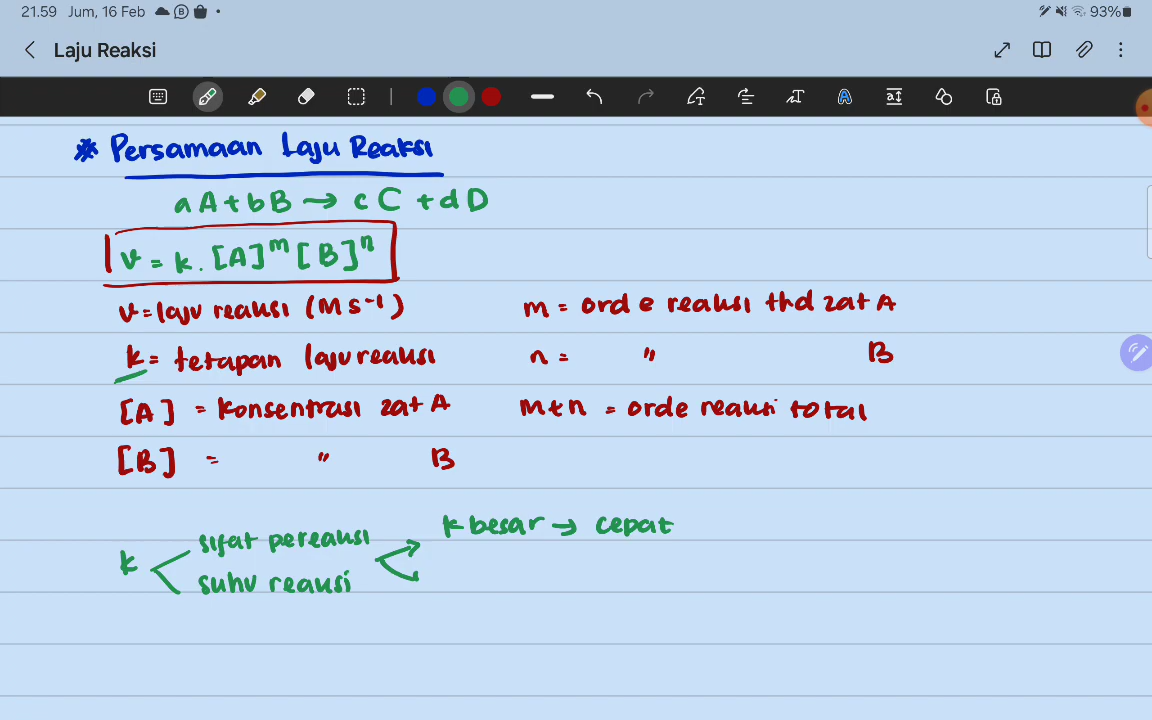 21.59 Jum, 16 Feb
93%
Laju Reaksi
# Persamaan Laju Reaksi
aA + bB → cC + dD
v = k. [A]ᵐ [B]ⁿ
v = laju reaksi (M s⁻¹)
m = orde reaksi thd zat A
k = tetapan laju reaksi
n = " B
[A] = konsentrasi zat A
m + n = orde reaksi total
[B] = " B
k besar → cepat
k
sifat pereaksi
suhu reaksi